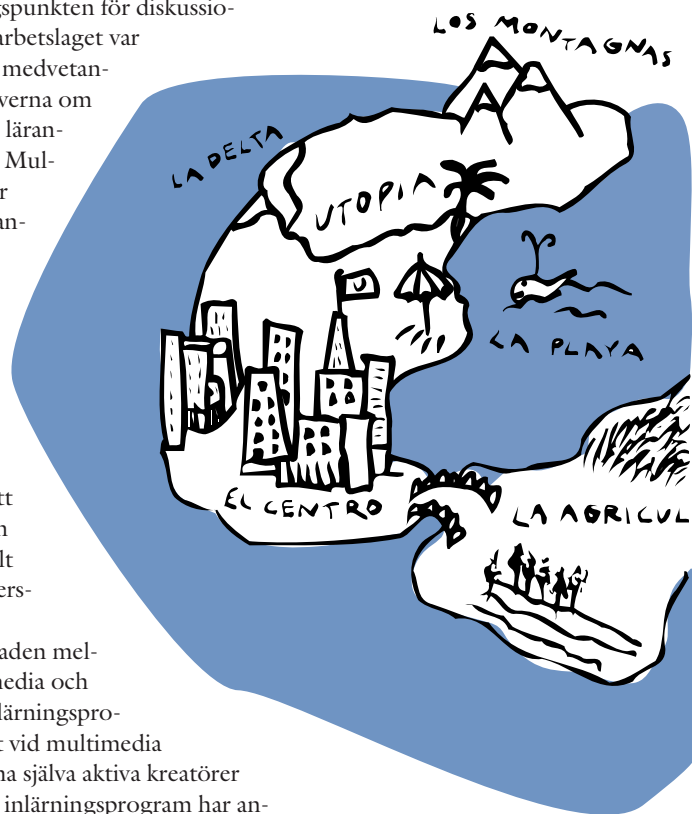 gspunkten för diskussio-
arbetslaget var
medvetan-
verna om
läran-
Mul-
r
an-
tt
n
lt
ers-
aden mel-
nedia och
lärningspro-
t vid multimedia
na själva aktiva kreatörer
inlärningsprogram har an-
LOS MONTAGNAS
LA DELTA
UTOPIA
LA PLAYA
EL CENTRO
LA AGRICUL